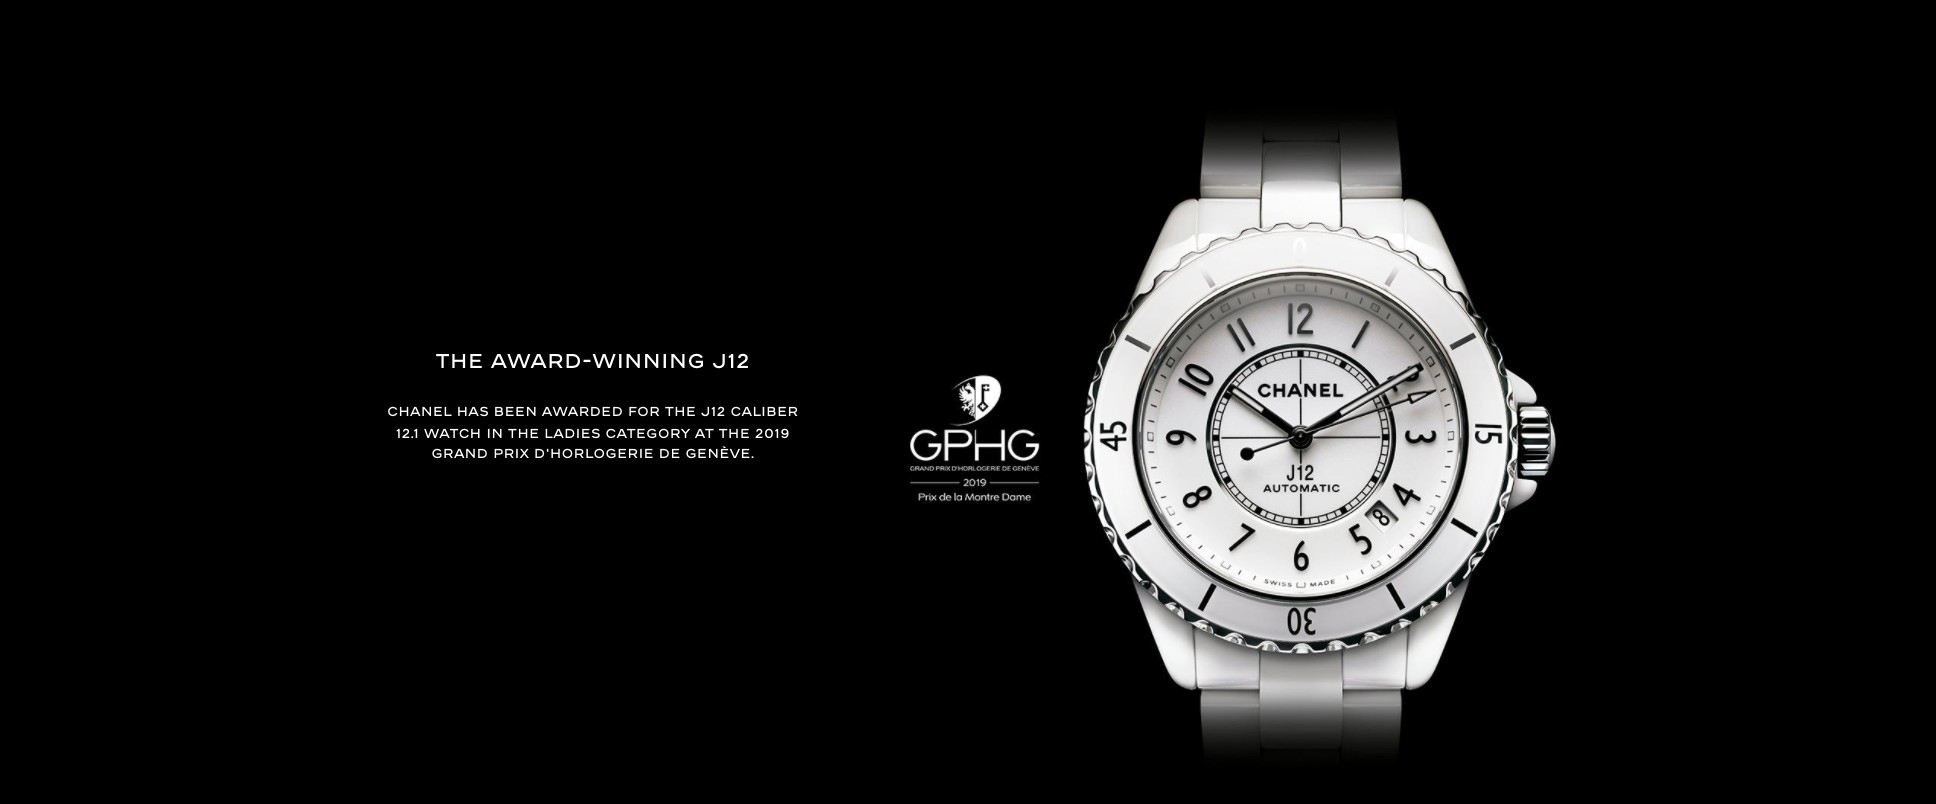 THE AWARD-WINNING J12
CHANEL HAS BEEN AWARDED FOR THE J12 CALIBER
12.1 WATCH IN THE LADIES CATEGORY AT THE 2019
GRAND PRIX D'HORLOGERIE DE GENÈVE.
GPHG
GRAND PRIX D'HORLOGERIE DE GENÈVE
2019
Prix de la Montre Dame
12
11
1
10
CHANEL
2
45
9
3
15
J12
AUTOMATIC
8
4
8
7
5
6
SWISS MADE
30